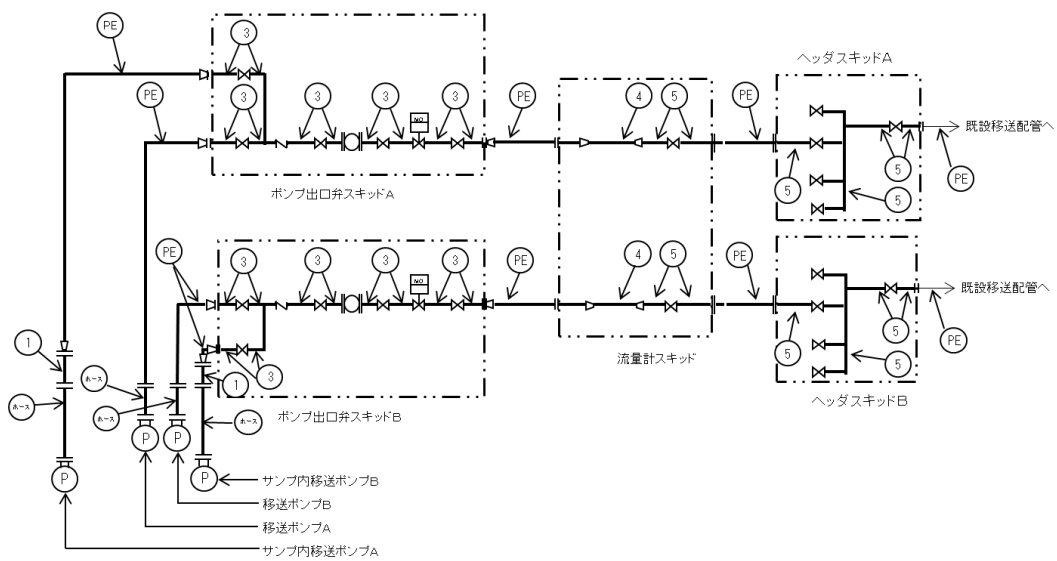 PE
3
ヘッダスキッドA
PE
3
3
3
3
PE
4
5
PE
MO
既設移送配管へ
5
PE
5
5
ポンプ出口弁スキッドA
PE
3
3
3
3
PE
4
5
PE
MO
既設移送配管へ
5
PE
1
5
5
流量計スキッド
ホース
3
1
ホース
ホース
ホース
ヘッダスキッドB
ポンプ出口弁スキッドB
P
P
P
P
サンプ内移送ポンプB
移送ポンプB
移送ポンプA
サンプ内移送ポンプA